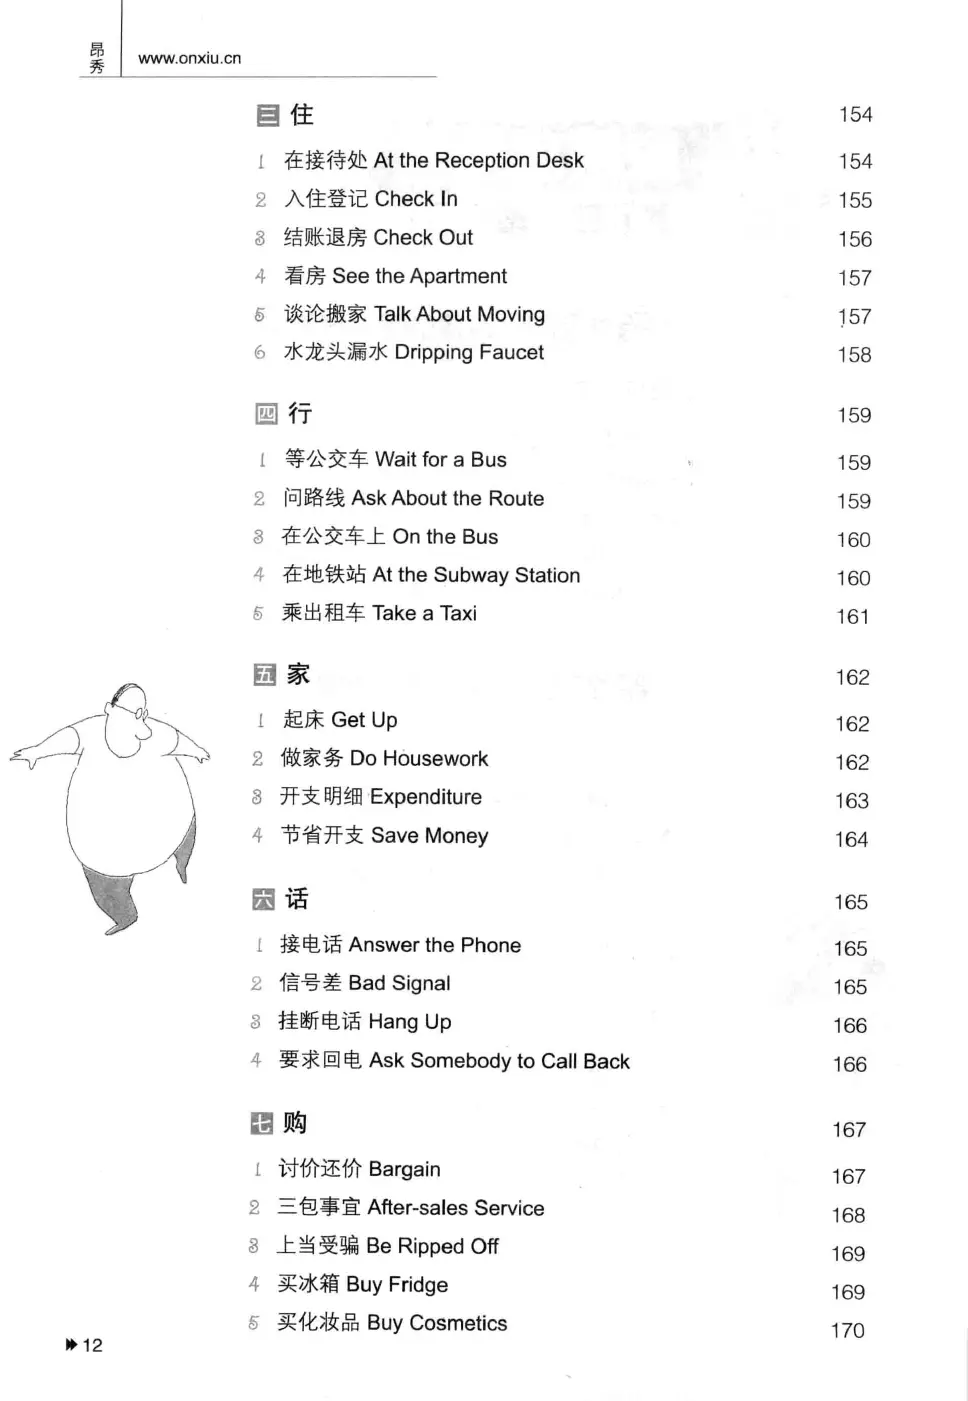 昂秀
www.onxiu.cn
三 住 154
1 在接待处 At the Reception Desk 154
2 入住登记 Check In 155
3 结账退房 Check Out 156
4 看房 See the Apartment 157
5 谈论搬家 Talk About Moving 157
6 水龙头漏水 Dripping Faucet 158
四 行 159
1 等公交车 Wait for a Bus 159
2 问路线 Ask About the Route 159
3 在公交车上 On the Bus 160
4 在地铁站 At the Subway Station 160
5 乘出租车 Take a Taxi 161
五 家 162
1 起床 Get Up 162
2 做家务 Do Housework 162
3 开支明细 Expenditure 163
4 节省开支 Save Money 164
六 话 165
1 接电话 Answer the Phone 165
2 信号差 Bad Signal 165
3 挂断电话 Hang Up 166
4 要求回电 Ask Somebody to Call Back 166
七 购 167
1 讨价还价 Bargain 167
2 三包事宜 After-sales Service 168
3 上当受骗 Be Ripped Off 169
4 买冰箱 Buy Fridge 169
5 买化妆品 Buy Cosmetics 170
12